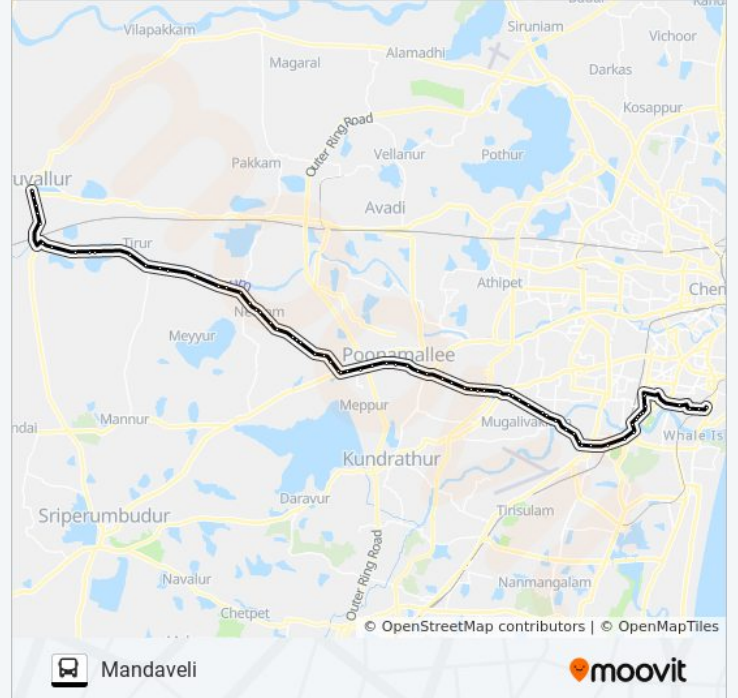 Vilapakkam
Siruniam
Vichoor
Alamadhi
Magaral
Darkas
Kosappur
Outer Ring Road
Vellanur
Pothur
Pakkam
uvallur
Avadi
Tirur
Athipet
Chen
Meyyur
Poonamallee
Meppur
Mannur
ndai
Mugalivak
Whale Is
Kundrathur
Daravur
Sriperumbudur
Tirisulam
Outer Ring Road
Navalur
Nanmangalam
Chetpet
© OpenStreetMap contributors | © OpenMapTiles
Mandaveli
moovit